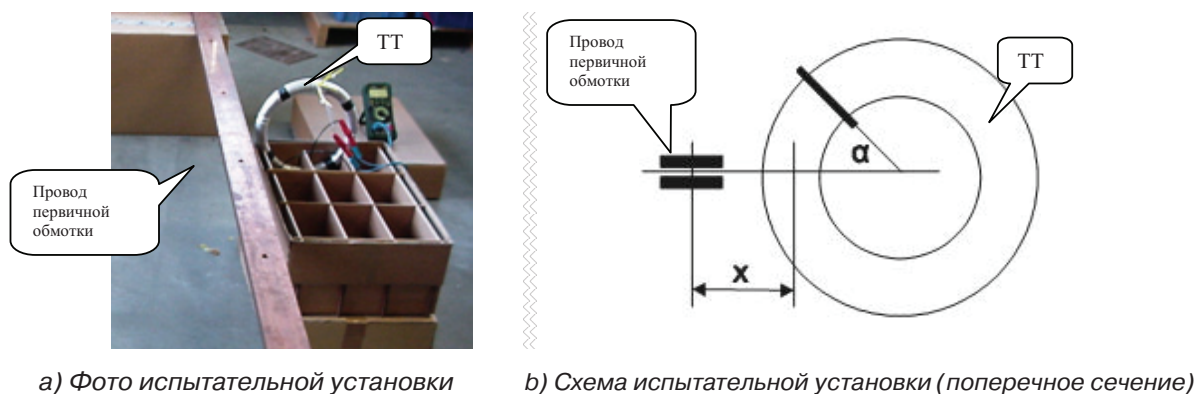 ТТ
Провод
первичной
обмотки
Провод
первичной
обмотки
ТТ
α
x
а) Фото испытательной установки
b) Схема испытательной установки (поперечное сечение)